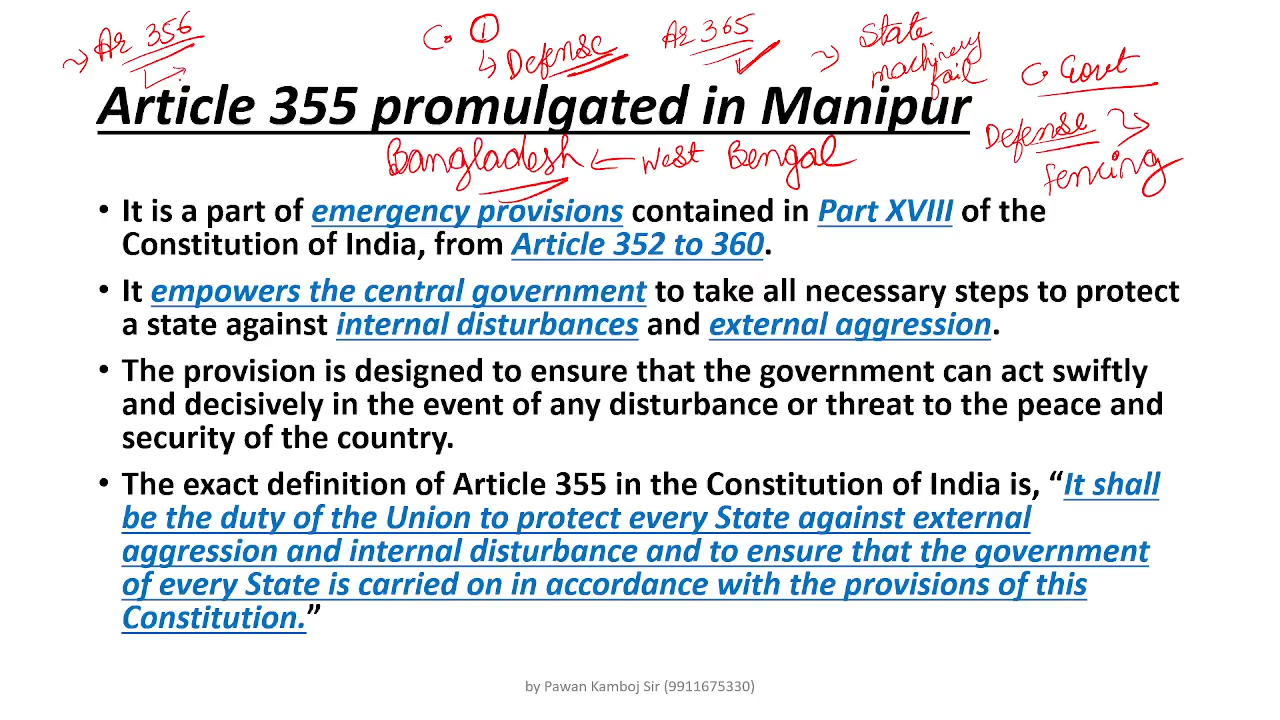 Ar 356
C. ①
Defense
Ar 365
State
machinery
fail
C. Govt
Defense
fencing
Article 355 promulgated in Manipur
Bangladesh ← West Bengal
• It is a part of emergency provisions contained in Part XVIII of the
Constitution of India, from Article 352 to 360.
• It empowers the central government to take all necessary steps to protect
a state against internal disturbances and external aggression.
• The provision is designed to ensure that the government can act swiftly
and decisively in the event of any disturbance or threat to the peace and
security of the country.
• The exact definition of Article 355 in the Constitution of India is, “It shall
be the duty of the Union to protect every State against external
aggression and internal disturbance and to ensure that the government
of every State is carried on in accordance with the provisions of this
Constitution.”
by Pawan Kamboj Sir (9911675330)